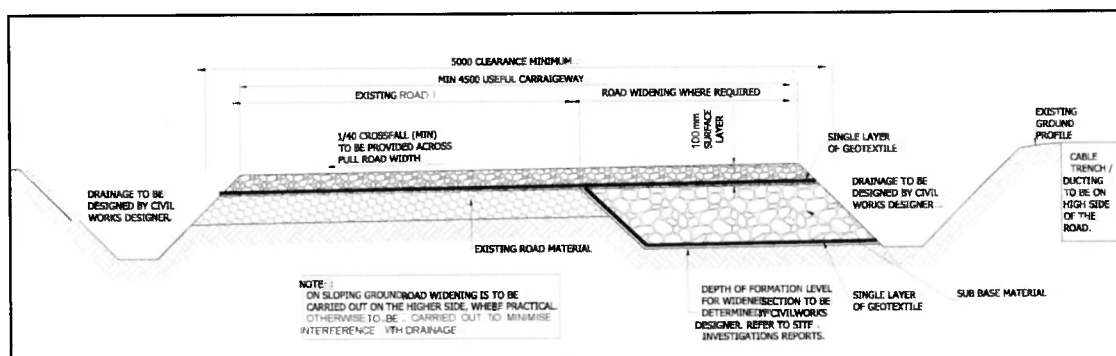 5000 CLEARANCE MINIMUM
MIN 4500 USEFUL CARRAIGEWAY
EXISTING ROAD
ROAD WIDENING WHERE REQUIRED
1/40 CROSSFALL (MIN)
TO BE PROVIDED ACROSS
FULL ROAD WIDTH
100 mm
SURFACE
LAYER
SINGLE LAYER
OF GEOTEXTILE
EXISTING
GROUND
PROFILE
CABLE
TRENCH /
DUCTING
TO BE ON
HIGH SIDE
OF THE
ROAD.
DRAINAGE TO BE
DESIGNED BY CIVIL
WORKS DESIGNER.
DRAINAGE TO BE
DESIGNED BY CIVIL
WORKS DESIGNER
EXISTING ROAD MATERIAL
NOTE:
ON SLOPING GROUND ROAD WIDENING IS TO BE
CARRIED OUT ON THE HIGHER SIDE, WHERE PRACTICAL.
OTHERWISE TO BE. CARRIED OUT TO MINIMISE
INTERFERENCE WITH DRAINAGE
DEPTH OF FORMATION LEVEL
FOR WIDENED SECTION TO BE
DETERMINED BY CIVIL WORKS
DESIGNER. REFER TO SITE
INVESTIGATIONS REPORTS.
SINGLE LAYER
OF GEOTEXTILE
SUB BASE MATERIAL